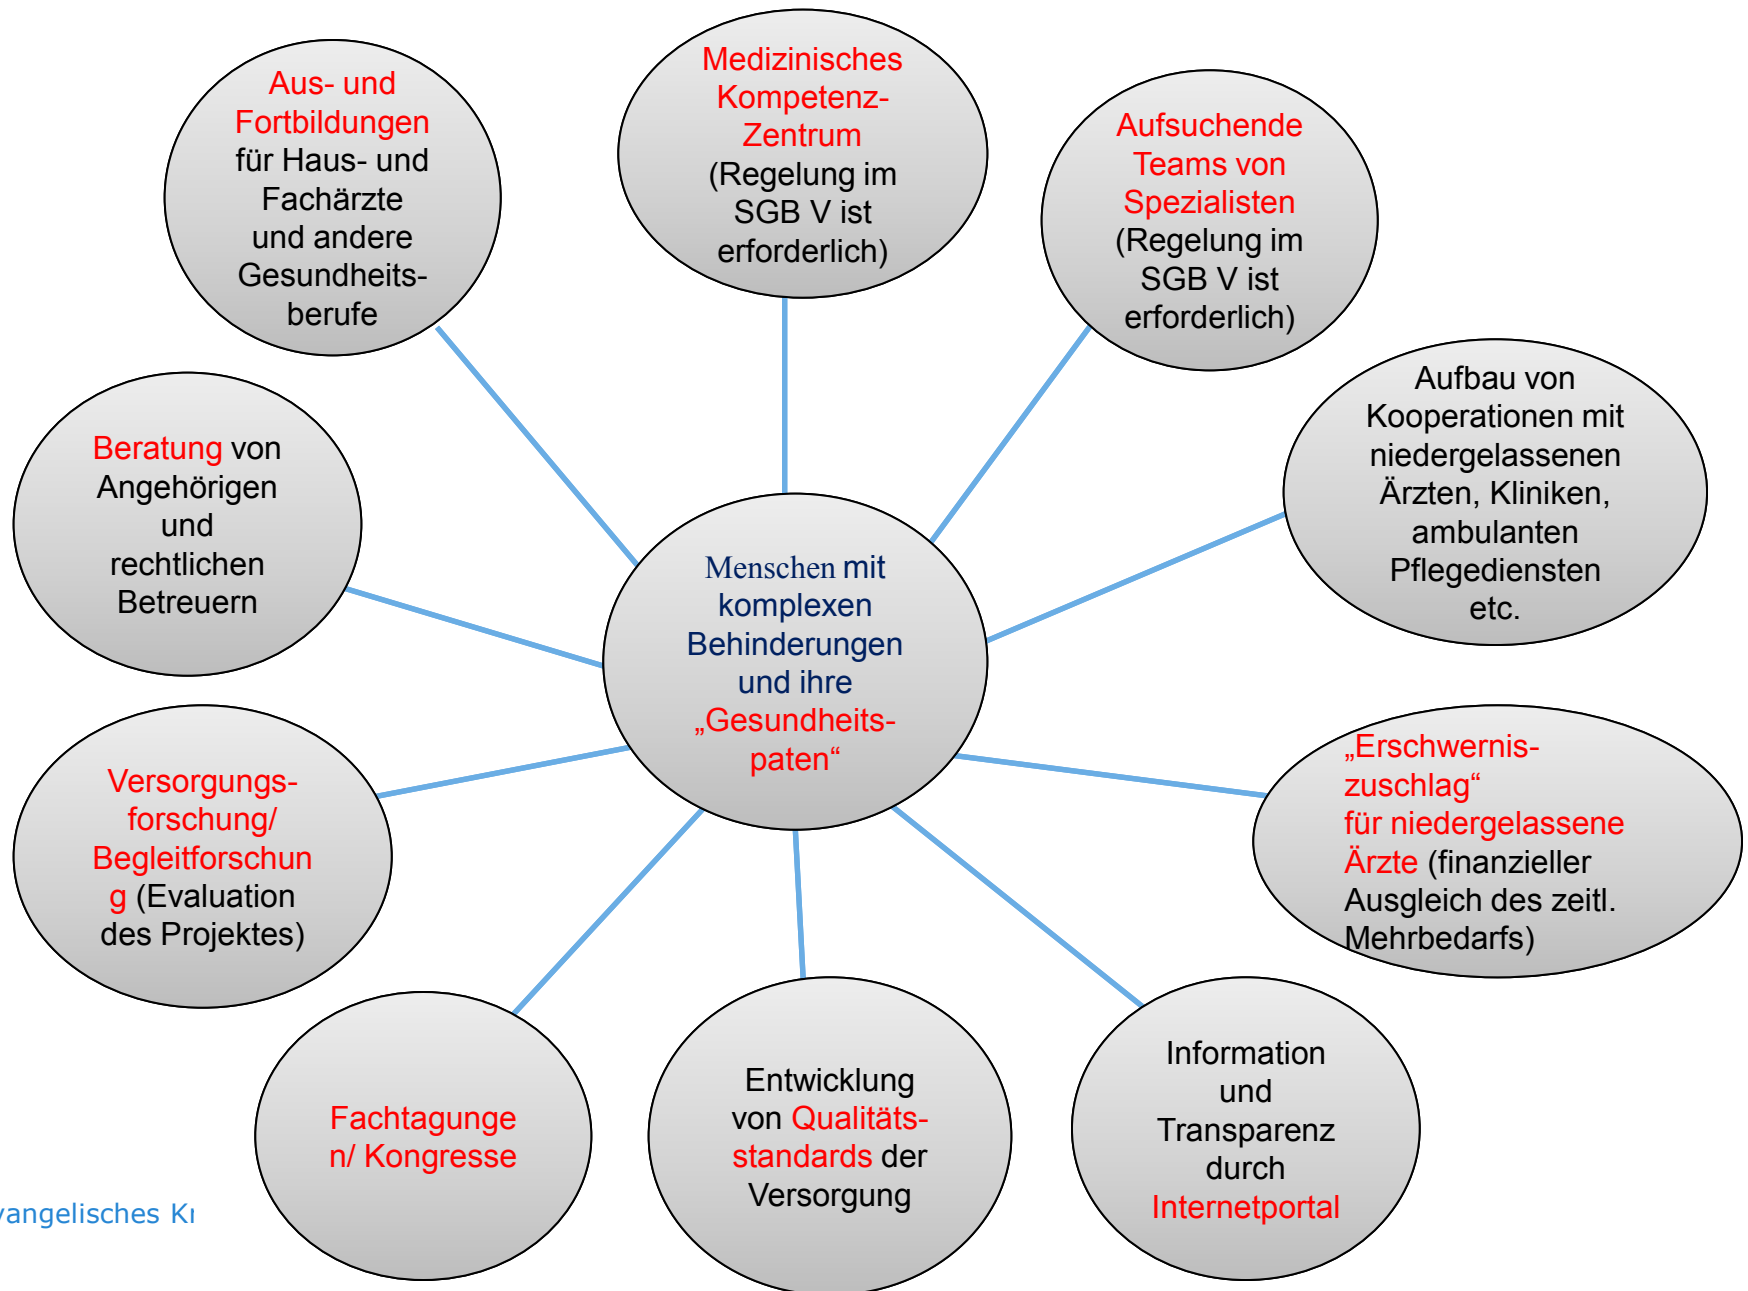 Aus- und
Fortbildungen
für Haus- und
Fachärzte
und andere
Gesundheits-
berufe
Medizinisches
Kompetenz-
Zentrum
(Regelung im
SGB V ist
erforderlich)
Aufsuchende
Teams von
Spezialisten
(Regelung im
SGB V ist
erforderlich)
Aufbau von
Kooperationen mit
niedergelassenen
Ärzten, Kliniken,
ambulanten
Pflegediensten
etc.
Beratung von
Angehörigen
und
rechtlichen
Betreuern
Menschen mit
komplexen
Behinderungen
und ihre
„Gesundheits-
paten“
„Erschwernis-
zuschlag“
für niedergelassene
Ärzte (finanzieller
Ausgleich des zeitl.
Mehrbedarfs)
Versorgungs-
forschung/
Begleitforschun
g (Evaluation
des Projektes)
Fachtagunge
n/ Kongresse
Entwicklung
von Qualitäts-
standards der
Versorgung
Information
und
Transparenz
durch
Internetportal
vangelisches